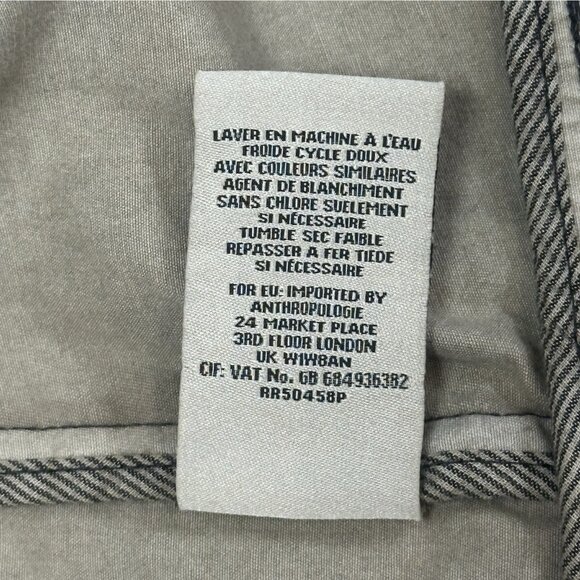 LAVER EN MACHINE À L'EAU
FROIDE CYCLE DOUX
AVEC COULEURS SIMILAIRES
AGENT DE BLANCHIMENT
SANS CHLORE SUELEMENT
SI NÉCESSAIRE
TUMBLE SEC FAIBLE
REPASSER A FER TIEDE
SI NÉCESSAIRE
FOR EU: IMPORTED BY
ANTHROPOLOGIE
24 MARKET PLACE
3RD FLOOR LONDON
UK W1W8AN
CIF: VAT No. GB 684936382
RR50458P